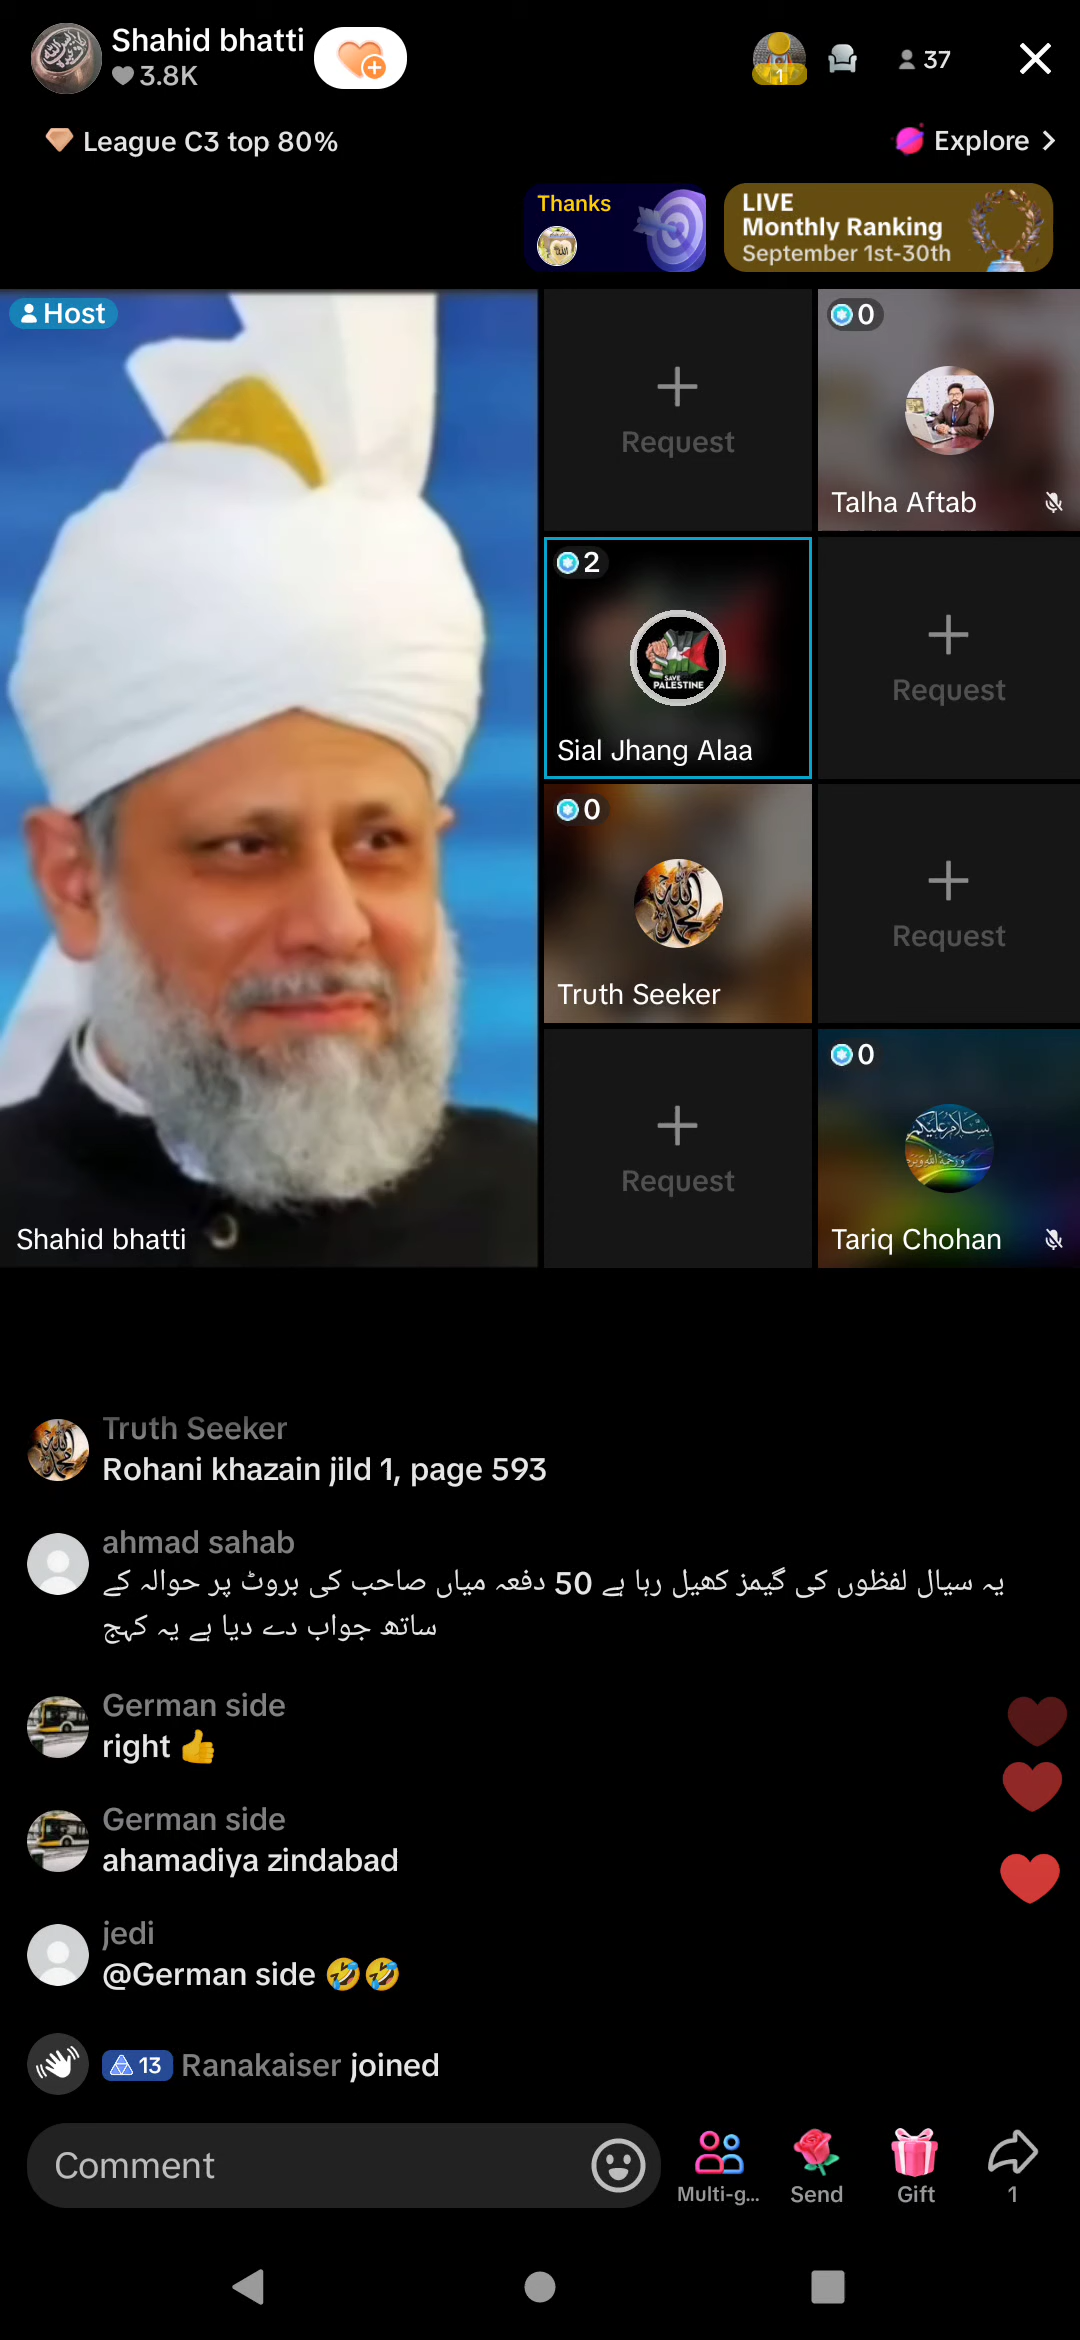 Shahid bhatti
3.8K
1
37
League C3 top 80%
Explore
Thanks
LIVE
Monthly Ranking
September 1st-30th
Host
Request
0
Talha Aftab
2
SAVE
PALESTINE
Sial Jhang Alaa
Request
0
Truth Seeker
Request
Request
0
Tariq Chohan
Shahid bhatti
Truth Seeker
Rohani khazain jild 1, page 593
ahmad sahab
یہ سیال لفظوں کی گیمز کھیل رہا ہے 50 دفعہ میاں صاحب کی بروٹ پر حوالہ کے
ساتھ جواب دے دیا ہے یہ کہج
German side
right 👍
German side
ahamadiya zindabad
jedi
@German side 🤣🤣
13 Ranakaiser joined
Comment
Multi-g...
Send
Gift
1